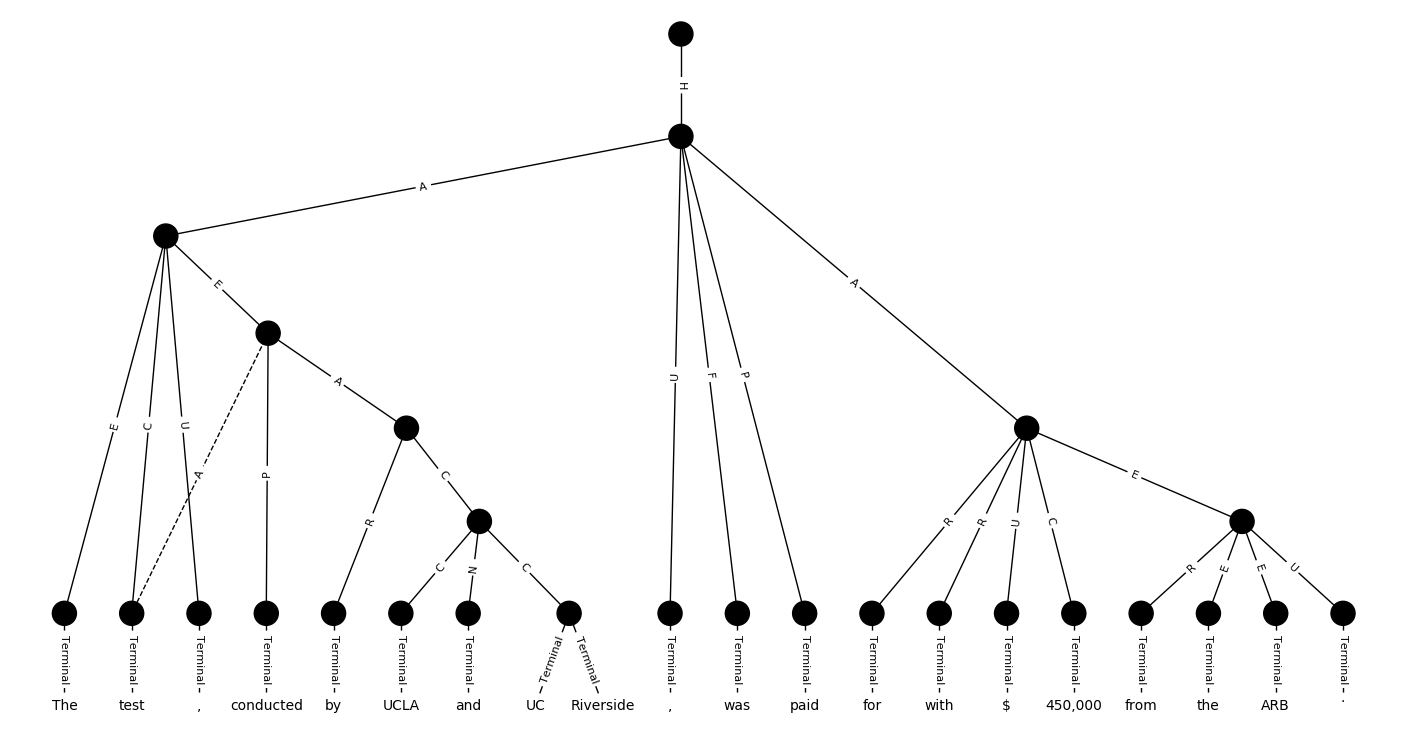 H
A
E
A
E
C
U
U
F
P
A
A
P
C
E
R
C
N
C
R
R
U
C
R
E
E
U
Terminal Terminal Terminal Terminal Terminal Terminal Terminal Terminal Terminal Terminal Terminal Terminal Terminal Terminal Terminal Terminal Terminal Terminal Terminal Terminal
The test , conducted by UCLA and UC Riverside , was paid for with $ 450,000 from the ARB .